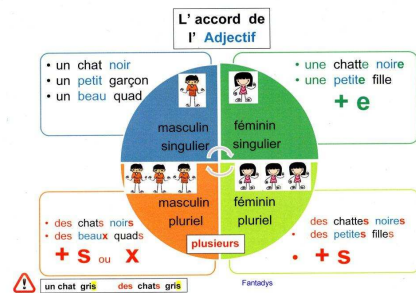 L' accord de
l' Adjectif
• un chat noir
• un petit garçon
• un beau quad
• une chatte noire
• une petite fille
+ e
masculin
singulier
féminin
singulier
masculin
pluriel
féminin
pluriel
plusieurs
• des chats noirs
• des beaux quads
+ s ou x
des chattes noires
• des petites filles
• + s
un chat gris des chats gris
Fantadys